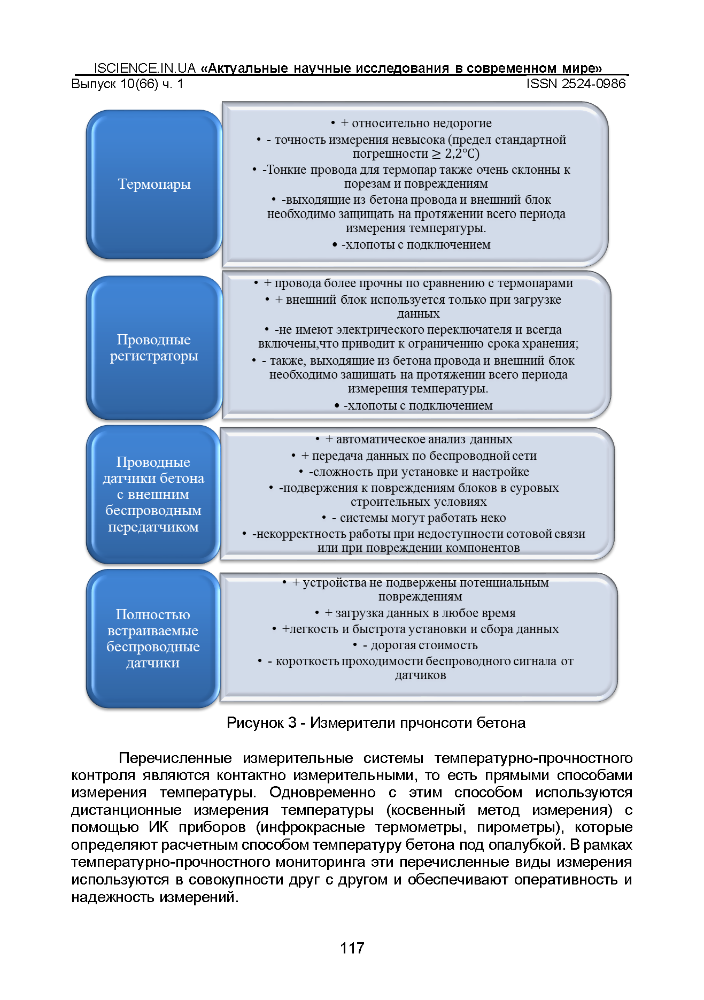 ISCIENCE.IN.UA «Актуальные научные исследования в современном мире»
Выпуск 10(66) ч. 1 ISSN 2524-0986
Термопары
• + относительно недорогие
• - точность измерения невысока (предел стандартной
погрешности ≥ 2,2°С)
• -Тонкие провода для термопар также очень склонны к
порезам и повреждениям
• -выходящие из бетона провода и внешний блок
необходимо защищать на протяжении всего периода
измерения температуры.
• -хлопоты с подключением
Проводные
регистраторы
• + провода более прочны по сравнению с термопарами
• + внешний блок используется только при загрузке
данных
• -не имеют электрического переключателя и всегда
включены,что приводит к ограничению срока хранения;
• - также, выходящие из бетона провода и внешний блок
необходимо защищать на протяжении всего периода
измерения температуры.
• -хлопоты с подключением
Проводные
датчики бетона
с внешним
беспроводным
передатчиком
• + автоматическое анализ данных
• + передача данных по беспроводной сети
• -сложность при установке и настройке
• -подвержения к повреждениям блоков в суровых
строительных условиях
• - системы могут работать неко
• -некорректность работы при недоступности сотовой связи
или при повреждении компонентов
Полностью
встраиваемые
беспроводные
датчики
• + устройства не подвержены потенциальным
повреждениям
• + загрузка данных в любое время
• +легкость и быстрота установки и сбора данных
• - дорогая стоимость
• - короткость проходимости беспроводного сигнала от
датчиков
Рисунок 3 - Измерители прчонсоти бетона
Перечисленные измерительные системы температурно-прочностного
контроля являются контактно измерительными, то есть прямыми способами
измерения температуры. Одновременно с этим способом используются
дистанционные измерения температуры (косвенный метод измерения) с
помощью ИК приборов (инфрокрасные термометры, пирометры), которые
определяют расчетным способом температуру бетона под опалубкой. В рамках
температурно-прочностного мониторинга эти перечисленные виды измерения
используются в совокупности друг с другом и обеспечивают оперативность и
надежность измерений.
117